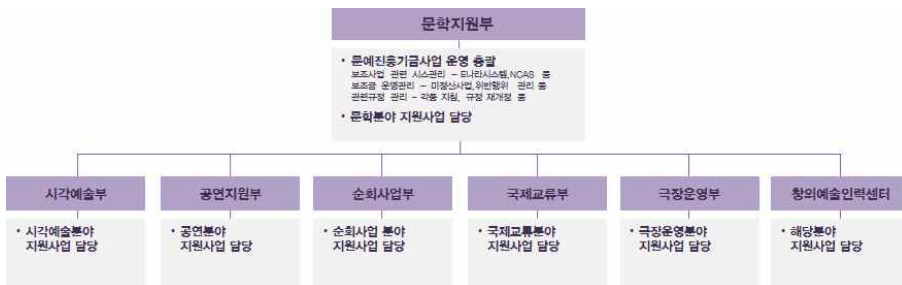 문학지원부
• 문예진흥기금사업 운영 총괄
보조사업 관련 시스관리 – E나라시스템,NCAS 등
보조금 운영관리 – 미정산사업,위반행위 관리 등
관련규정 관리 – 각종 지침, 규정 재개정 등
• 문학분야 지원사업 담당
시각예술부
공연지원부
순회사업부
국제교류부
극장운영부
창의예술인력센터
• 시각예술분야
지원사업 담당
• 공연분야
지원사업 담당
• 순회사업 분야
지원사업 담당
• 국제교류분야
지원사업 담당
• 극장운영분야
지원사업 담당
• 해당분야
지원사업 담당